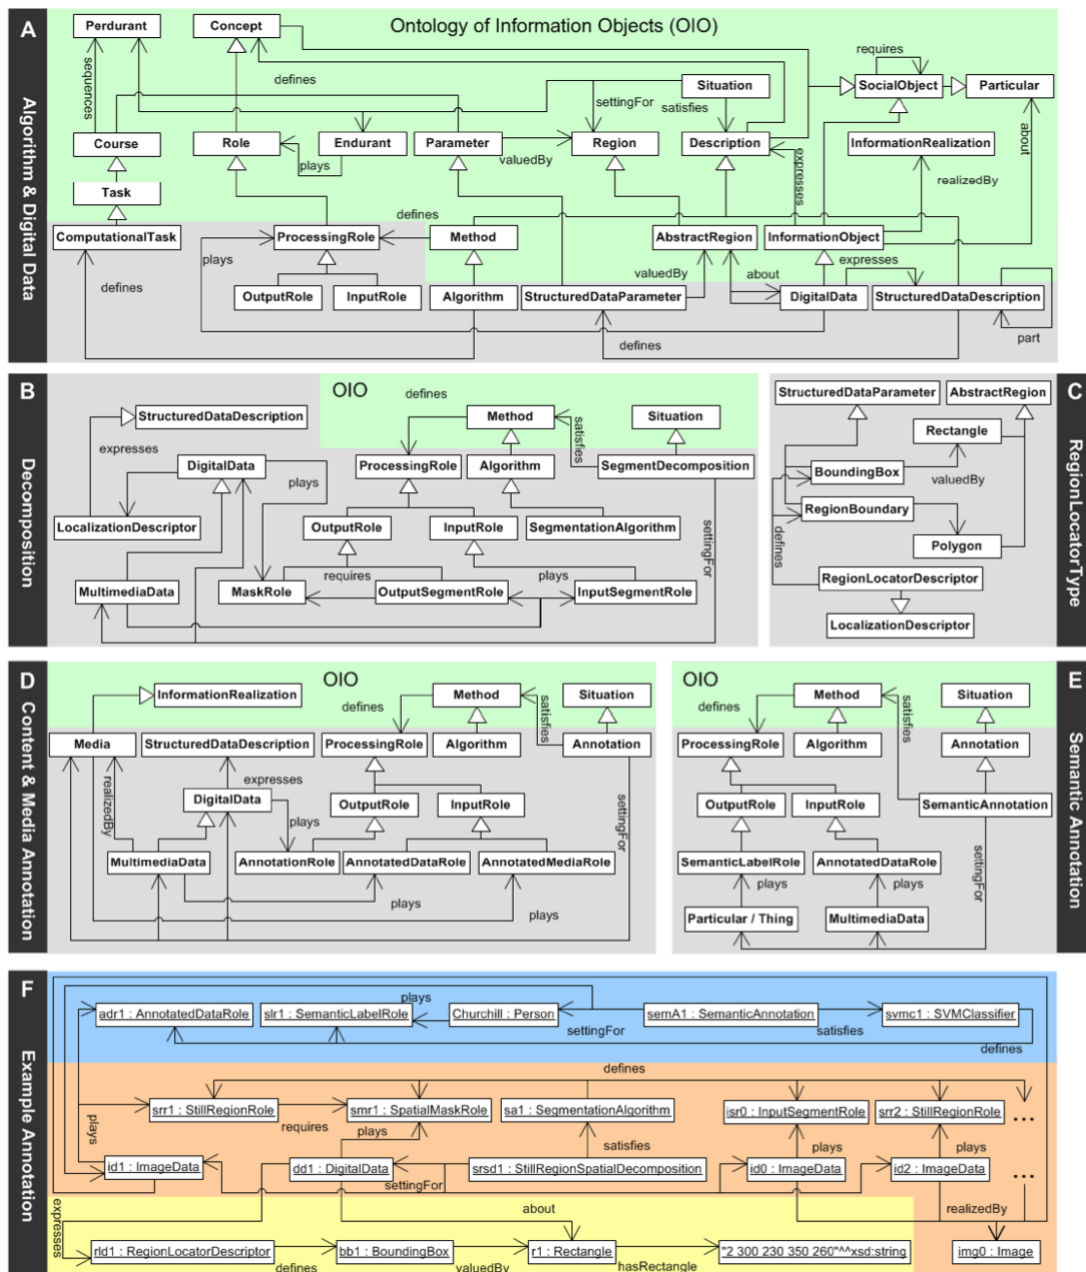 A
Algorithm & Digital Data
Ontology of Information Objects (OIO)
Perdurant
Concept
requires
sequences
defines
Situation
SocialObject
Particular
settingFor
satisfies
Course
Role
Endurant
Parameter
Region
Description
InformationRealization
about
plays
valuedBy
expresses
realizedBy
Task
defines
ComputationalTask
ProcessingRole
Method
AbstractRegion
InformationObject
plays
valuedBy
about
expresses
defines
OutputRole
InputRole
Algorithm
StructuredDataParameter
DigitalData
StructuredDataDescription
defines
part
B
Decomposition
OIO
defines
StructuredDataDescription
Method
Situation
satisfies
expresses
DigitalData
plays
ProcessingRole
Algorithm
SegmentDecomposition
LocalizationDescriptor
OutputRole
InputRole
SegmentationAlgorithm
settingFor
requires
plays
MultimediaData
MaskRole
OutputSegmentRole
InputSegmentRole
C
RegionLocatorType
StructuredDataParameter
AbstractRegion
Rectangle
BoundingBox
valuedBy
RegionBoundary
defines
Polygon
RegionLocatorDescriptor
LocalizationDescriptor
D
Content & Media Annotation
OIO
InformationRealization
Method
Situation
defines
satisfies
Media
StructuredDataDescription
ProcessingRole
Algorithm
Annotation
realizedBy
expresses
DigitalData
OutputRole
InputRole
settingFor
plays
MultimediaData
AnnotationRole
AnnotatedDataRole
AnnotatedMediaRole
plays
plays
E
Semantic Annotation
OIO
Method
Situation
defines
satisfies
ProcessingRole
Algorithm
Annotation
OutputRole
InputRole
SemanticAnnotation
SemanticLabelRole
AnnotatedDataRole
settingFor
plays
plays
Particular / Thing
MultimediaData
F
Example Annotation
plays
adr1 : AnnotatedDataRole
slr1 : SemanticLabelRole
Churchill : Person
semA1 : SemanticAnnotation
svmc1 : SVMClassifier
settingFor
satisfies
defines
defines
srr1 : StillRegionRole
smr1 : SpatialMaskRole
sa1 : SegmentationAlgorithm
isr0 : InputSegmentRole
srr2 : StillRegionRole
...
requires
plays
plays
satisfies
plays
plays
id1 : ImageData
dd1 : DigitalData
srsd1 : StillRegionSpatialDecomposition
id0 : ImageData
id2 : ImageData
...
settingFor
expresses
about
realizedBy
rld1 : RegionLocatorDescriptor
bb1 : BoundingBox
r1 : Rectangle
"2 300 230 350 260"^^xsd:string
img0 : Image
defines
valuedBy
hasRectangle